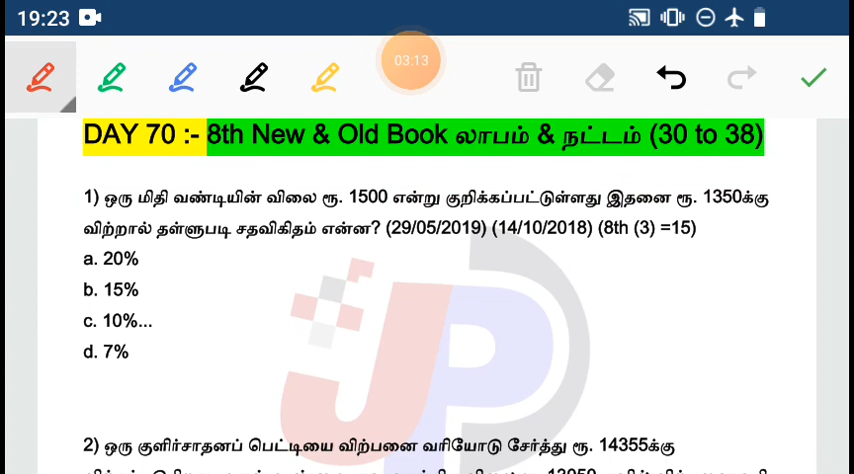 19:23
03:13
DAY 70 :- 8th New & Old Book லாபம் & நட்டம் (30 to 38)
1) ஒரு மிதி வண்டியின் விலை ரூ. 1500 என்று குறிக்கப்பட்டுள்ளது இதனை ரூ. 1350க்கு
விற்றால் தள்ளுபடி சதவிகிதம் என்ன? (29/05/2019) (14/10/2018) (8th (3) =15)
a. 20%
b. 15%
c. 10%...
d. 7%
JP
2) ஒரு குளிர்சாதனப் பெட்டியை விற்பனை வரியோடு சேர்த்து ரூ. 14355க்கு